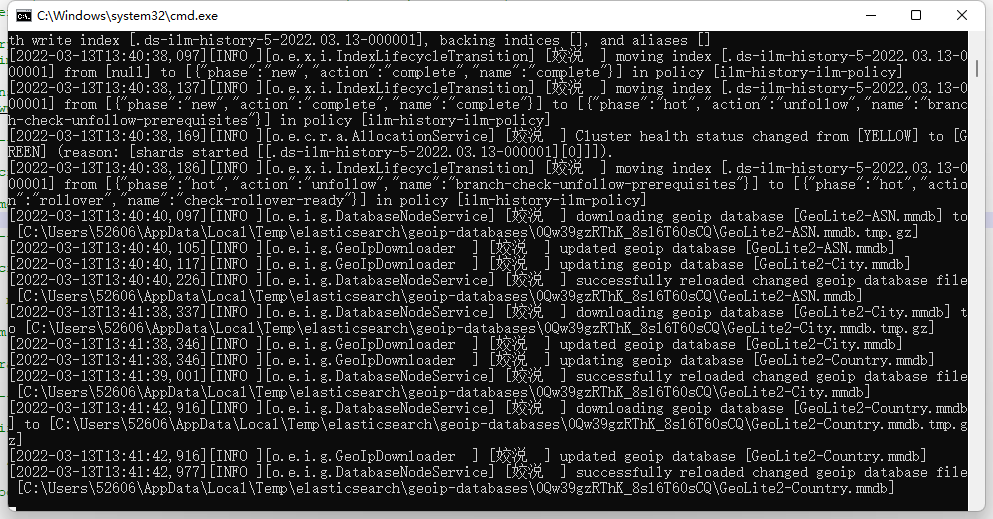 C:\Windows\system32\cmd.exe
th write index [.ds-ilm-history-5-2022.03.13-000001], backing indices [], and aliases []
[2022-03-13T13:40:38,097][INFO ][o.e.x.i.IndexLifecycleTransition] [姣涚  ] moving index [.ds-ilm-history-5-2022.03.13-0
00001] from [null] to [{"phase":"new","action":"complete","name":"complete"}] in policy [ilm-history-ilm-policy]
[2022-03-13T13:40:38,137][INFO ][o.e.x.i.IndexLifecycleTransition] [姣涚  ] moving index [.ds-ilm-history-5-2022.03.13-0
00001] from [{"phase":"new","action":"complete","name":"complete"}] to [{"phase":"hot","action":"unfollow","name":"branc
h-check-unfollow-prerequisites"}] in policy [ilm-history-ilm-policy]
[2022-03-13T13:40:38,169][INFO ][o.e.c.r.a.AllocationService] [姣涚  ] Cluster health status changed from [YELLOW] to [G
REEN] (reason: [shards started [[.ds-ilm-history-5-2022.03.13-000001][0]]]).
[2022-03-13T13:40:38,186][INFO ][o.e.x.i.IndexLifecycleTransition] [姣涚  ] moving index [.ds-ilm-history-5-2022.03.13-0
00001] from [{"phase":"hot","action":"unfollow","name":"branch-check-unfollow-prerequisites"}] to [{"phase":"hot","actio
n":"rollover","name":"check-rollover-ready"}] in policy [ilm-history-ilm-policy]
[2022-03-13T13:40:40,097][INFO ][o.e.i.g.DatabaseNodeService] [姣涚  ] downloading geoip database [GeoLite2-ASN.mmdb] to
 [C:\Users\52606\AppData\Local\Temp\elasticsearch\geoip-databases\0Qw39gzRThK_8s16T60sCQ\GeoLite2-ASN.mmdb.tmp.gz]
[2022-03-13T13:40:40,105][INFO ][o.e.i.g.GeoIpDownloader  ] [姣涚  ] updated geoip database [GeoLite2-ASN.mmdb]
[2022-03-13T13:40:40,117][INFO ][o.e.i.g.GeoIpDownloader  ] [姣涚  ] updating geoip database [GeoLite2-City.mmdb]
[2022-03-13T13:40:40,226][INFO ][o.e.i.g.DatabaseNodeService] [姣涚  ] successfully reloaded changed geoip database file
 [C:\Users\52606\AppData\Local\Temp\elasticsearch\geoip-databases\0Qw39gzRThK_8s16T60sCQ\GeoLite2-ASN.mmdb]
[2022-03-13T13:41:38,337][INFO ][o.e.i.g.DatabaseNodeService] [姣涚  ] downloading geoip database [GeoLite2-City.mmdb] t
o [C:\Users\52606\AppData\Local\Temp\elasticsearch\geoip-databases\0Qw39gzRThK_8s16T60sCQ\GeoLite2-City.mmdb.tmp.gz]
[2022-03-13T13:41:38,346][INFO ][o.e.i.g.GeoIpDownloader  ] [姣涚  ] updated geoip database [GeoLite2-City.mmdb]
[2022-03-13T13:41:38,346][INFO ][o.e.i.g.GeoIpDownloader  ] [姣涚  ] updating geoip database [GeoLite2-Country.mmdb]
[2022-03-13T13:41:39,001][INFO ][o.e.i.g.DatabaseNodeService] [姣涚  ] successfully reloaded changed geoip database file
 [C:\Users\52606\AppData\Local\Temp\elasticsearch\geoip-databases\0Qw39gzRThK_8s16T60sCQ\GeoLite2-City.mmdb]
[2022-03-13T13:41:42,916][INFO ][o.e.i.g.DatabaseNodeService] [姣涚  ] downloading geoip database [GeoLite2-Country.mmdb
] to [C:\Users\52606\AppData\Local\Temp\elasticsearch\geoip-databases\0Qw39gzRThK_8s16T60sCQ\GeoLite2-Country.mmdb.tmp.g
z]
[2022-03-13T13:41:42,916][INFO ][o.e.i.g.GeoIpDownloader  ] [姣涚  ] updated geoip database [GeoLite2-Country.mmdb]
[2022-03-13T13:41:42,977][INFO ][o.e.i.g.DatabaseNodeService] [姣涚  ] successfully reloaded changed geoip database file
 [C:\Users\52606\AppData\Local\Temp\elasticsearch\geoip-databases\0Qw39gzRThK_8s16T60sCQ\GeoLite2-Country.mmdb]